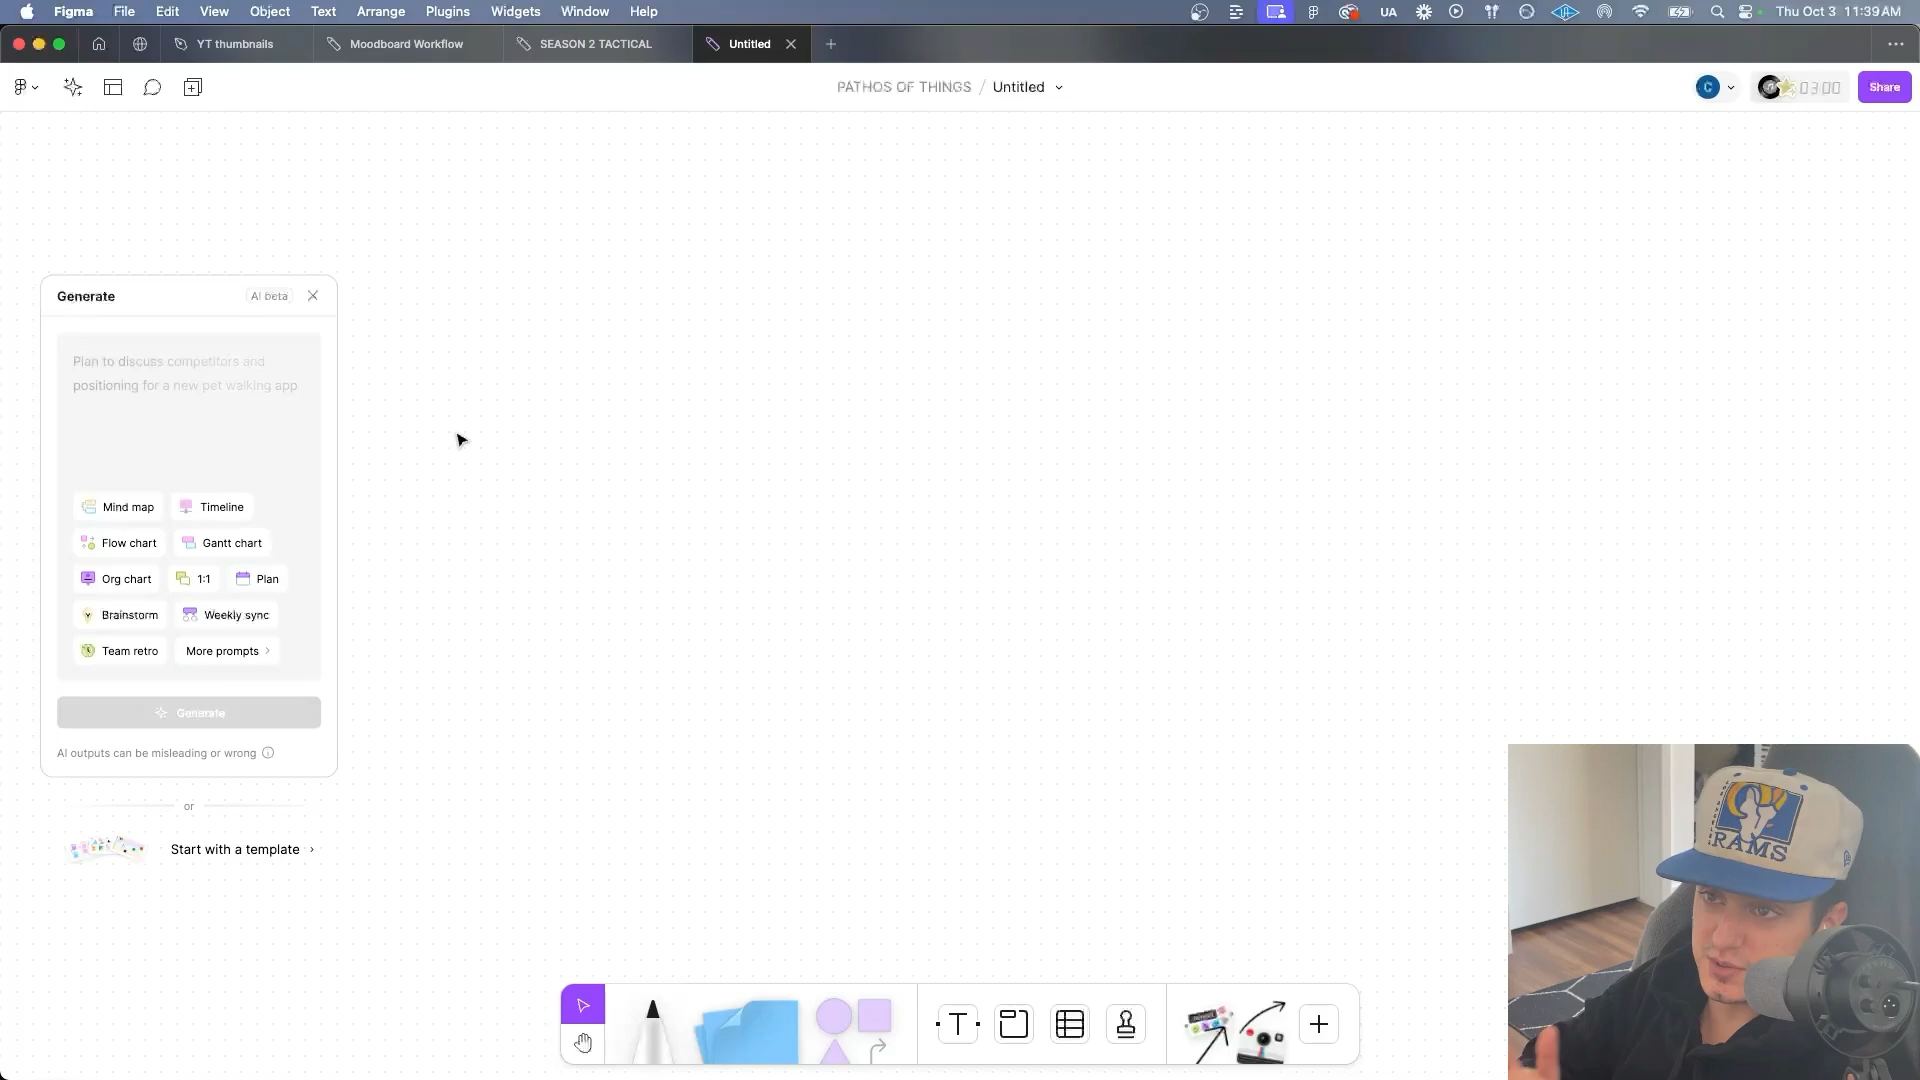 Figma File Edit View Object Text Arrange Plugins Widgets Window Help UA Thu Oct 3 11:39 AM
YT thumbnails Moodboard Workflow SEASON 2 TACTICAL Untitled
PATHOS OF THINGS / Untitled C 03:00 Share
Generate AI beta
Plan to discuss competitors and
positioning for a new pet walking app
Mind map Timeline
Flow chart Gantt chart
Org chart 1:1 Plan
Brainstorm Weekly sync
Team retro More prompts
Generate
AI outputs can be misleading or wrong
or
Start with a template
T
RAMS